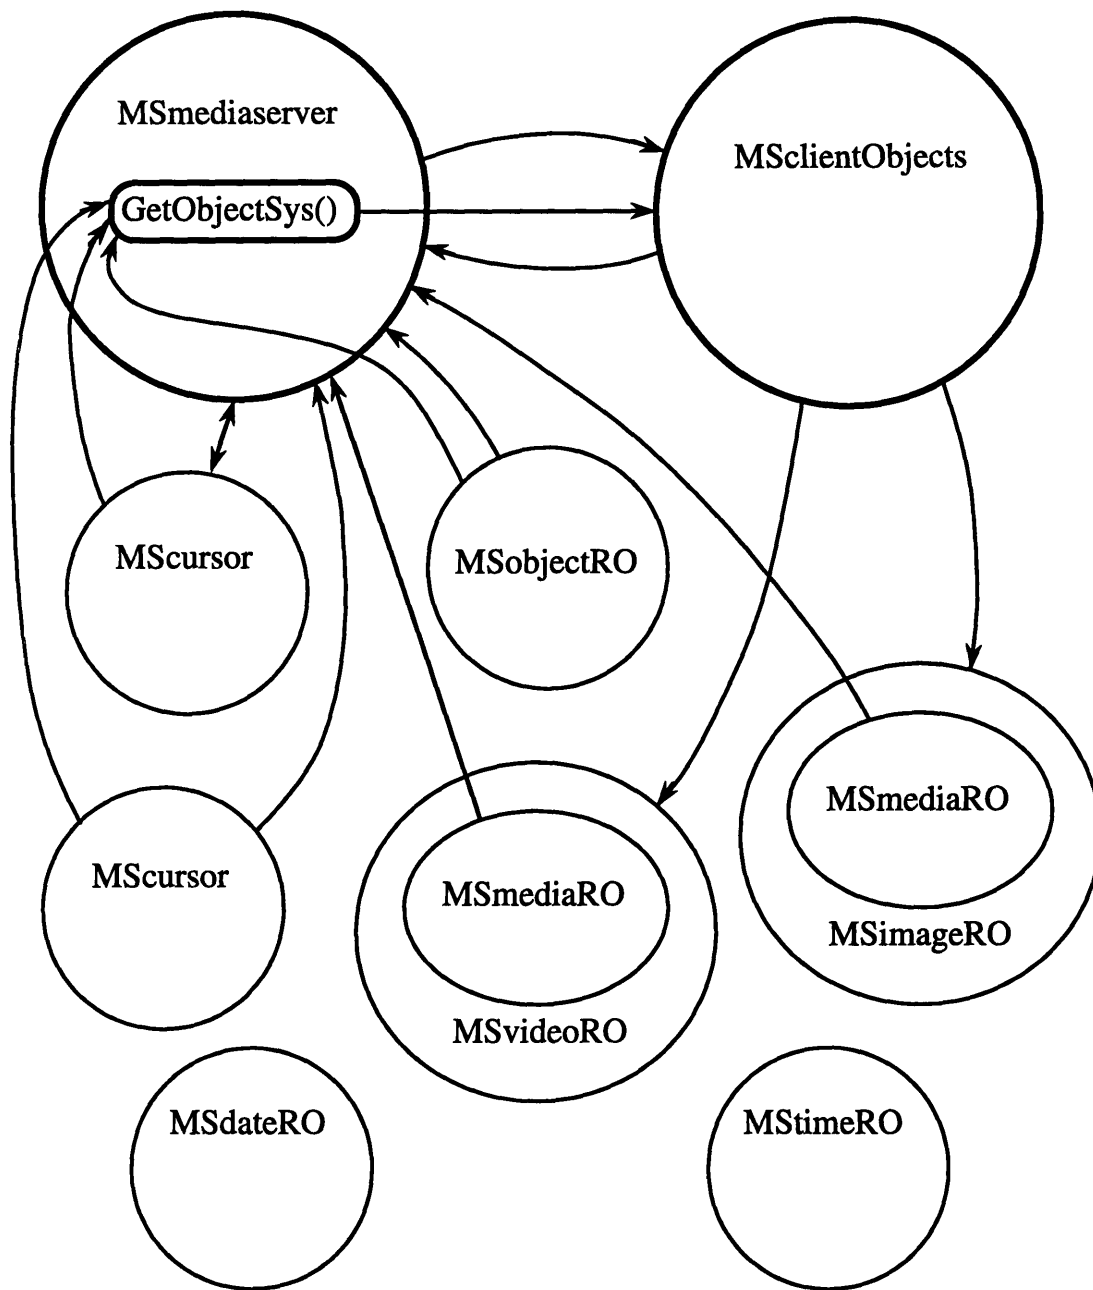 MSmediaserver
MSclientObjects
GetObjectSys()
MScursor
MSobjectRO
MSmediaRO
MScursor
MSmediaRO
MSimageRO
MSvideoRO
MSdateRO
MStimeRO